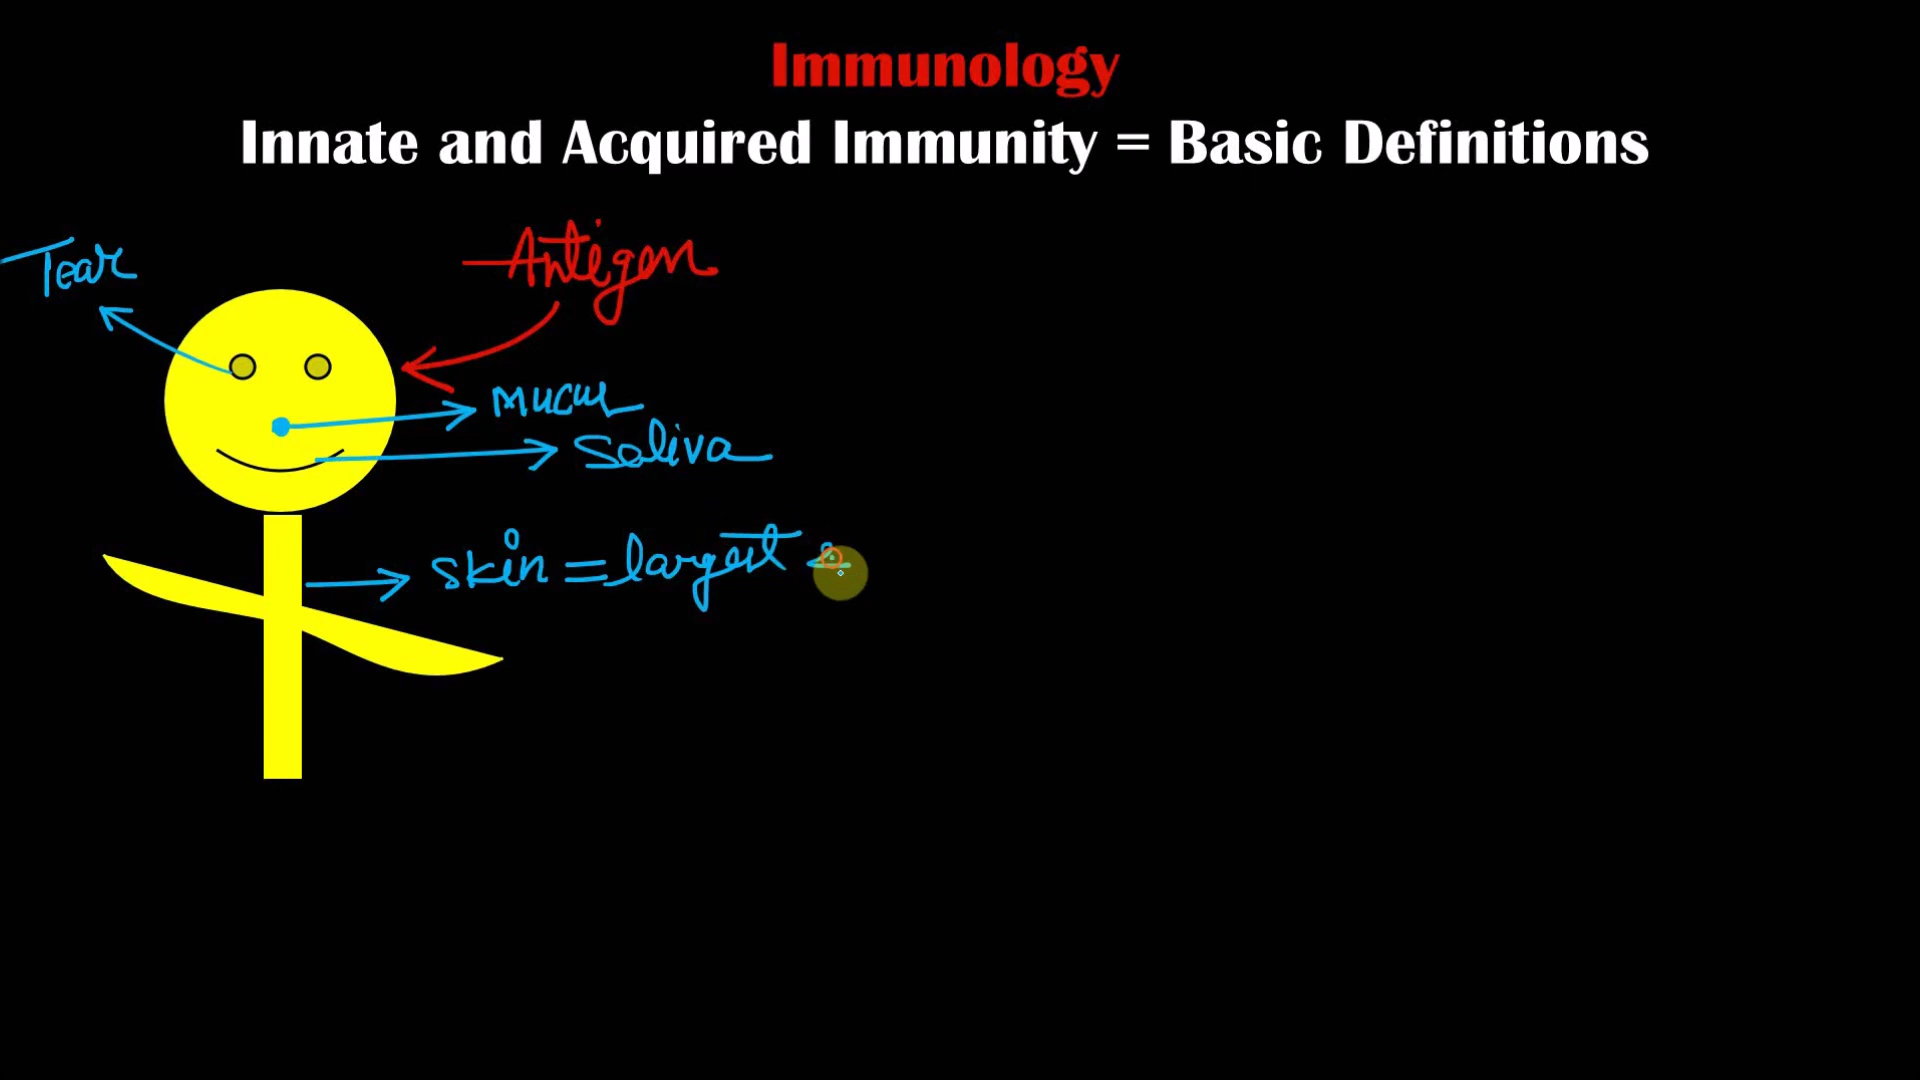 Immunology
Innate and Acquired Immunity = Basic Definitions
Tear
Antigen
Mucus
Saliva
skin = largest